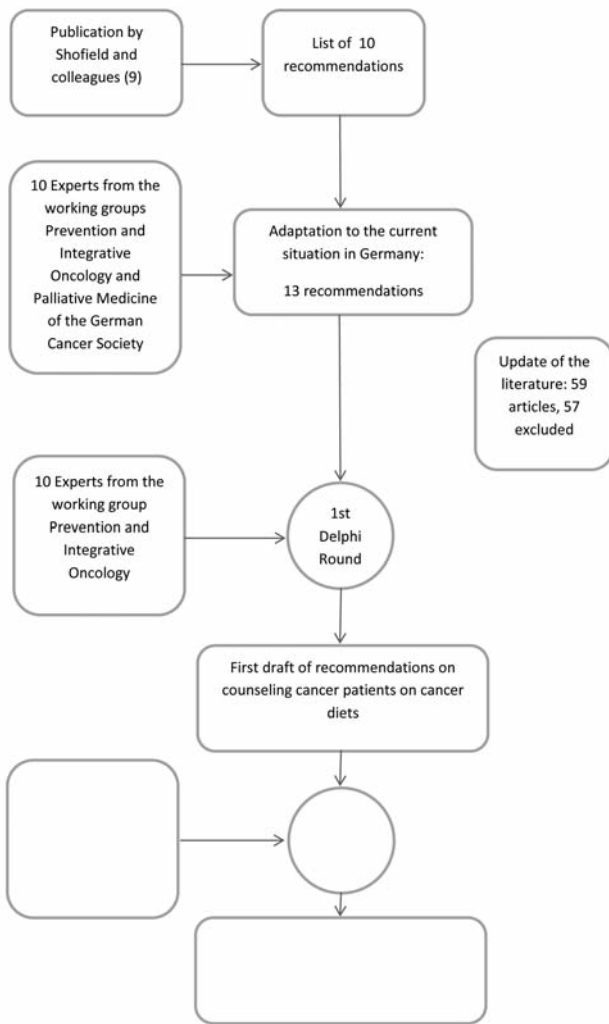 Publication by
Shofield and
colleagues (9)
List of 10
recommendations
10 Experts from the
working groups
Prevention and
Integrative
Oncology and
Palliative Medicine
of the German
Cancer Society
Adaptation to the current
situation in Germany:
13 recommendations
Update of the
literature: 59
articles, 57
excluded
10 Experts from the
working group
Prevention and
Integrative
Oncology
1st
Delphi
Round
First draft of recommendations on
counseling cancer patients on cancer
diets